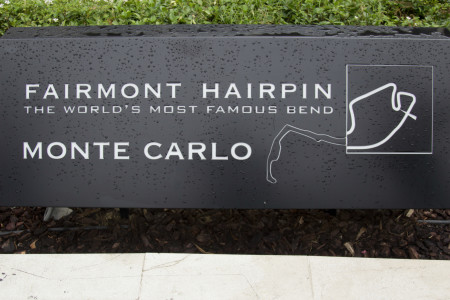 FAIRMONT HAIRPIN
THE WORLD'S MOST FAMOUS BEND
MONTE CARLO